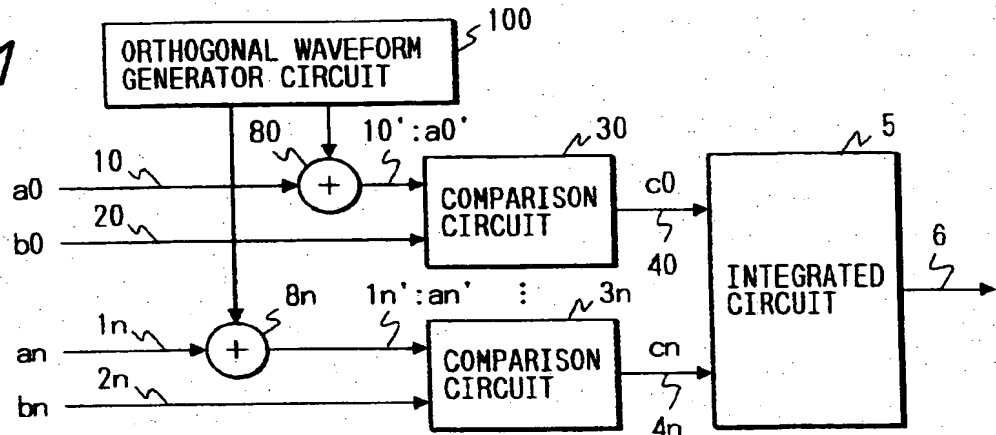 1
100
ORTHOGONAL WAVEFORM
GENERATOR CIRCUIT
80
10':a0'
30
5
10
a0
+
COMPARISON
CIRCUIT
c0
20
b0
40
6
INTEGRATED
CIRCUIT
8n
1n':an'
⋮
3n
1n
an
+
COMPARISON
CIRCUIT
cn
2n
bn
4n